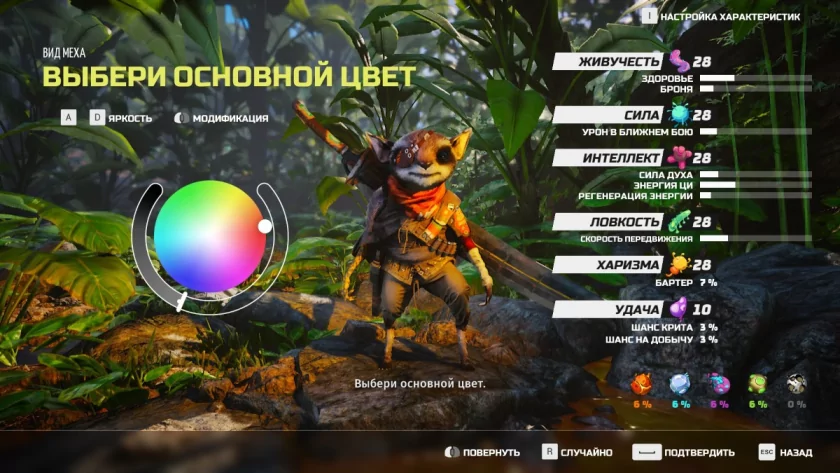 I НАСТРОЙКА ХАРАКТЕРИСТИК
ВИД МЕХА
ВЫБЕРИ ОСНОВНОЙ ЦВЕТ
A D ЯРКОСТЬ МОДИФИКАЦИЯ
ЖИВУЧЕСТЬ 28
ЗДОРОВЬЕ
БРОНЯ
СИЛА 28
УРОН В БЛИЖНЕМ БОЮ
ИНТЕЛЛЕКТ 28
СИЛА ДУХА
ЭНЕРГИЯ ЦИ
РЕГЕНЕРАЦИЯ ЭНЕРГИИ
ЛОВКОСТЬ 28
СКОРОСТЬ ПЕРЕДВИЖЕНИЯ
ХАРИЗМА 28
БАРТЕР 7 %
УДАЧА 10
ШАНС КРИТА 3 %
ШАНС НА ДОБЫЧУ 3 %
6 % 6 % 6 % 6 % 0 %
Выбери основной цвет.
ПОВЕРНУТЬ R СЛУЧАЙНО ПОДТВЕРДИТЬ ESC НАЗАД